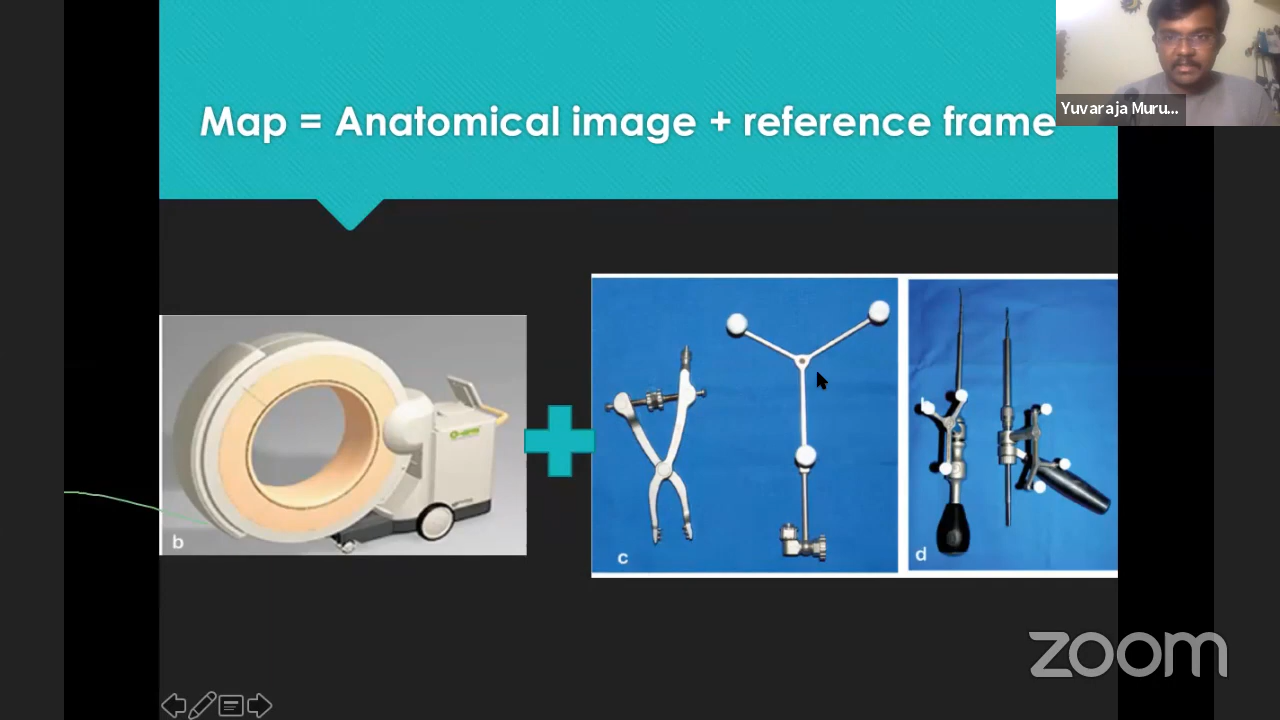 Map = Anatomical image + reference frame
Yuvaraja Muru...
b
c
d
zoom